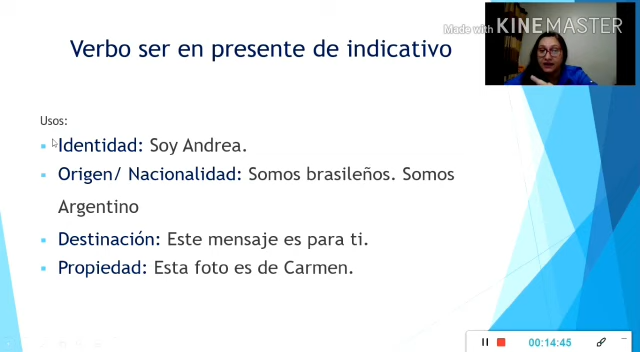 Made with KINEMASTER
Verbo ser en presente de indicativo
Usos:
Identidad: Soy Andrea.
Origen/ Nacionalidad: Somos brasileños. Somos
Argentino
Destinación: Este mensaje es para ti.
Propiedad: Esta foto es de Carmen.
00:14:45